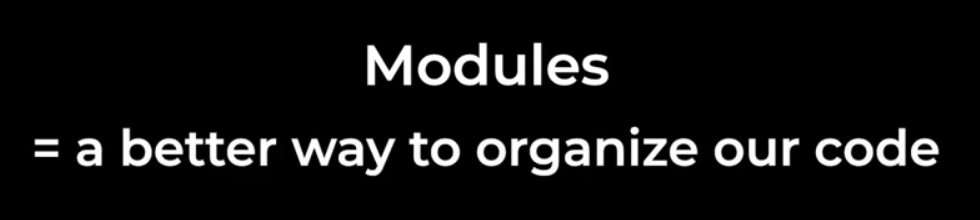 Modules
= a better way to organize our code